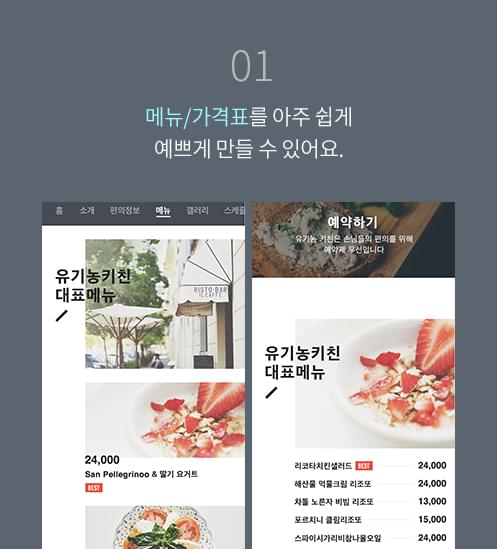 01
메뉴/가격표를 아주 쉽게
예쁘게 만들 수 있어요.
홈 소개 편의정보 메뉴 갤러리 스케줄
유기농키친
대표메뉴
RISTO·BAR
IL CAFFE
24,000
San Pellegrinoo & 딸기 요거트
BEST
예약하기
유기농 키친은 손님들의 편의를 위해
예약제 우선입니다
유기농키친
대표메뉴
리코타치킨샐러드 BEST 24,000
해산물 먹물크림 리조또 24,000
차돌 노른자 비빔 리조또 13,000
포르치니 크림리조또 15,000
스파이시가리비참나물오일 24,000